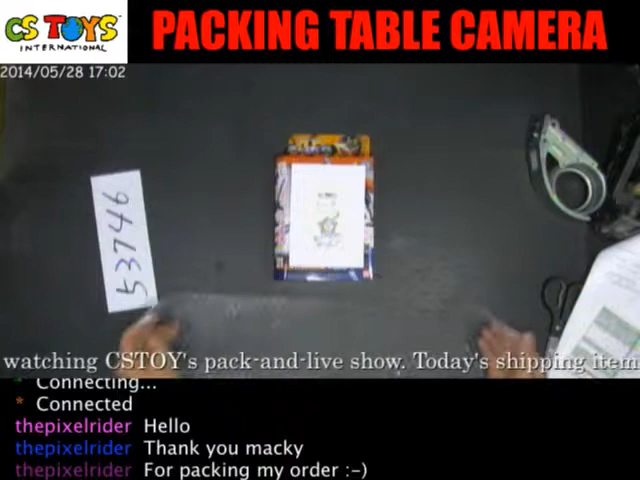 CS TOYS
INTERNATIONAL
PACKING TABLE CAMERA
2014/05/28 17:02
53746
watching CSTOY's pack-and-live show. Today's shipping item
* Connecting...
* Connected
thepixelrider Hello
thepixelrider Thank you macky
thepixelrider For packing my order :-)